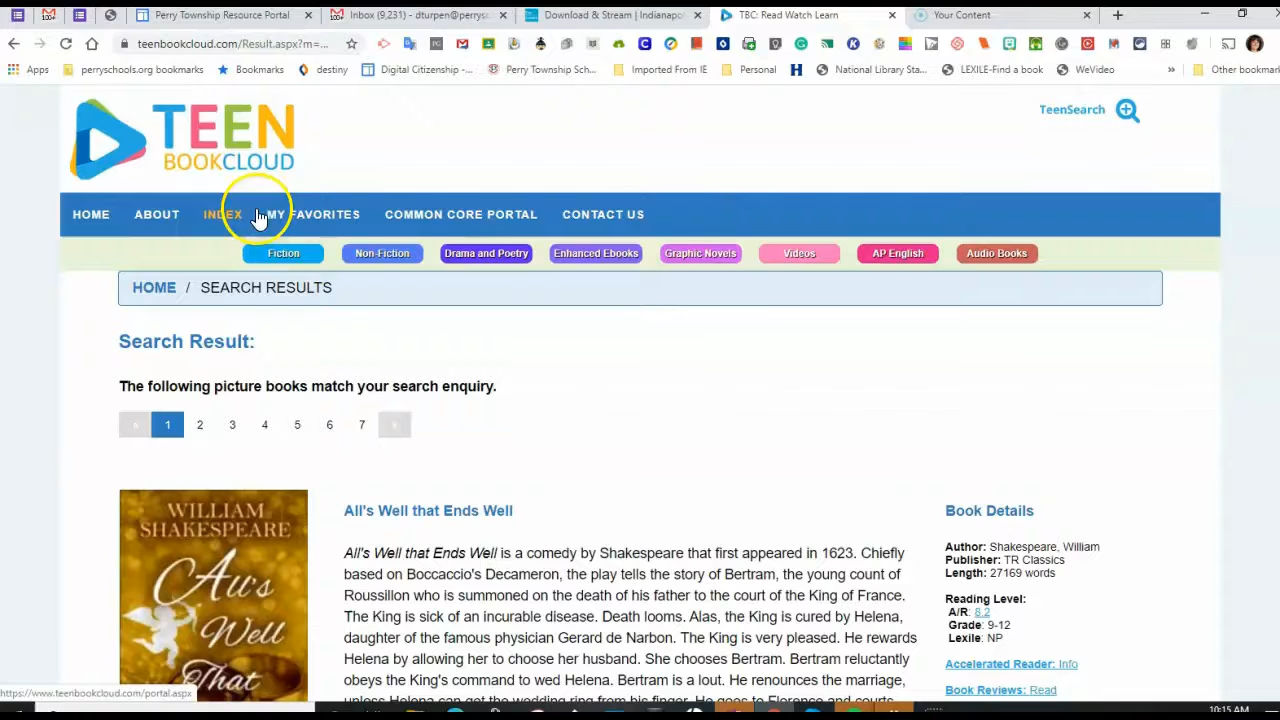 Perry Township Resource Portal
Inbox (9,231) - dturpen@perrysc
Download & Stream | Indianapol
TBC: Read Watch Learn
Your Content
teenbookcloud.com/Result.aspx?m=...
Apps
perryschools.org bookmarks
Bookmarks
destiny
Digital Citizenship -...
Perry Township Sch...
Imported From IE
Personal
National Library Sta...
LEXILE-Find a book
WeVideo
»
Other bookmark
TEEN
BOOKCLOUD
TeenSearch
HOME
ABOUT
INDEX
MY FAVORITES
COMMON CORE PORTAL
CONTACT US
Fiction
Non-Fiction
Drama and Poetry
Enhanced Ebooks
Graphic Novels
Videos
AP English
Audio Books
HOME / SEARCH RESULTS
Search Result:
The following picture books match your search enquiry.
« 1 2 3 4 5 6 7 »
WILLIAM
SHAKESPEARE
All's
Well
That
All's Well that Ends Well
All's Well that Ends Well is a comedy by Shakespeare that first appeared in 1623. Chiefly
based on Boccaccio's Decameron, the play tells the story of Bertram, the young count of
Roussillon who is summoned on the death of his father to the court of the King of France.
The King is sick of an incurable disease. Death looms. Alas, the King is cured by Helena,
daughter of the famous physician Gerard de Narbon. The King is very pleased. He rewards
Helena by allowing her to choose her husband. She chooses Bertram. Bertram reluctantly
obeys the King's command to wed Helena. Bertram is a lout. He renounces the marriage,
Book Details
Author: Shakespeare, William
Publisher: TR Classics
Length: 27169 words
Reading Level:
A/R: 8.2
Grade: 9-12
Lexile: NP
Accelerated Reader: Info
Book Reviews: Read
https://www.teenbookcloud.com/portal.aspx
10:15 AM